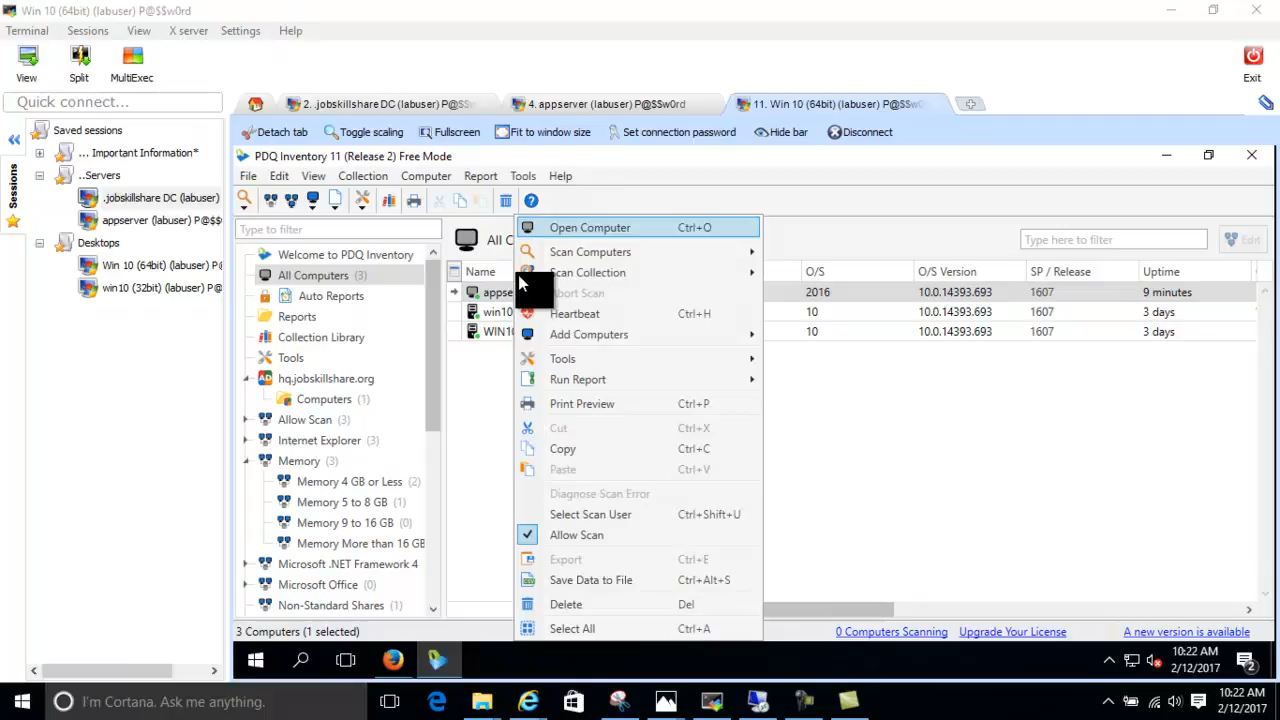 Win 10 (64bit) (labuser) P@$$w0rd
Terminal Sessions View X server Settings Help
View Split MultiExec Exit
Quick connect...
2. .jobskillshare DC (labuser) P@$$
4. appserver (labuser) P@$$w0rd
11. Win 10 (64bit) (labuser) P@$$w0
Detach tab Toggle scaling Fullscreen Fit to window size Set connection password Hide bar Disconnect
Sessions
Saved sessions
... Important Information*
..Servers
.jobskillshare DC (labuser)
appserver (labuser) P@$$
Desktops
Win 10 (64bit) (labuser) P@
win10 (32bit) (labuser) P@$
PDQ Inventory 11 (Release 2) Free Mode
File Edit View Collection Computer Report Tools Help
Type to filter
Welcome to PDQ Inventory
All Computers (3)
Auto Reports
Reports
Collection Library
Tools
hq.jobskillshare.org
Computers (1)
Allow Scan (3)
Internet Explorer (3)
Memory (3)
Memory 4 GB or Less (2)
Memory 5 to 8 GB (1)
Memory 9 to 16 GB (0)
Memory More than 16 GB
Microsoft .NET Framework 4
Microsoft Office (0)
Non-Standard Shares (1)
All C
Type here to filter
Edit
Name O/S O/S Version SP / Release Uptime
appse 2016 10.0.14393.693 1607 9 minutes
win10 10 10.0.14393.693 1607 3 days
WIN10 10 10.0.14393.693 1607 3 days
Open Computer Ctrl+O
Scan Computers
Scan Collection
bort Scan
Heartbeat Ctrl+H
Add Computers
Tools
Run Report
Print Preview Ctrl+P
Cut Ctrl+X
Copy Ctrl+C
Paste Ctrl+V
Diagnose Scan Error
Select Scan User Ctrl+Shift+U
Allow Scan
Export Ctrl+E
Save Data to File Ctrl+Alt+S
Delete Del
Select All Ctrl+A
3 Computers (1 selected)
0 Computers Scanning Upgrade Your License A new version is available
10:22 AM
2/12/2017
2
I'm Cortana. Ask me anything.
10:22 AM
2/12/2017